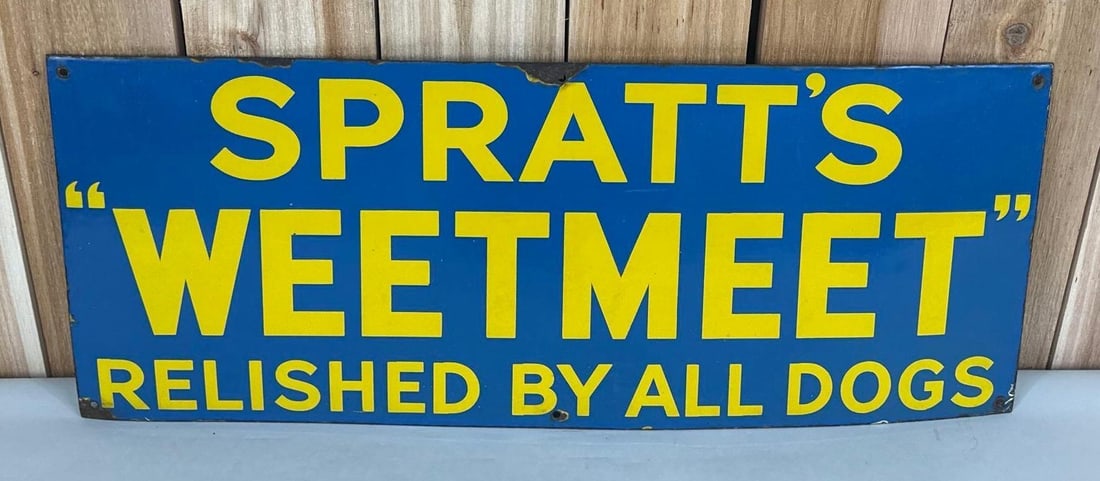 SPRATT’S
“WEETMEET”
RELISHED BY ALL DOGS